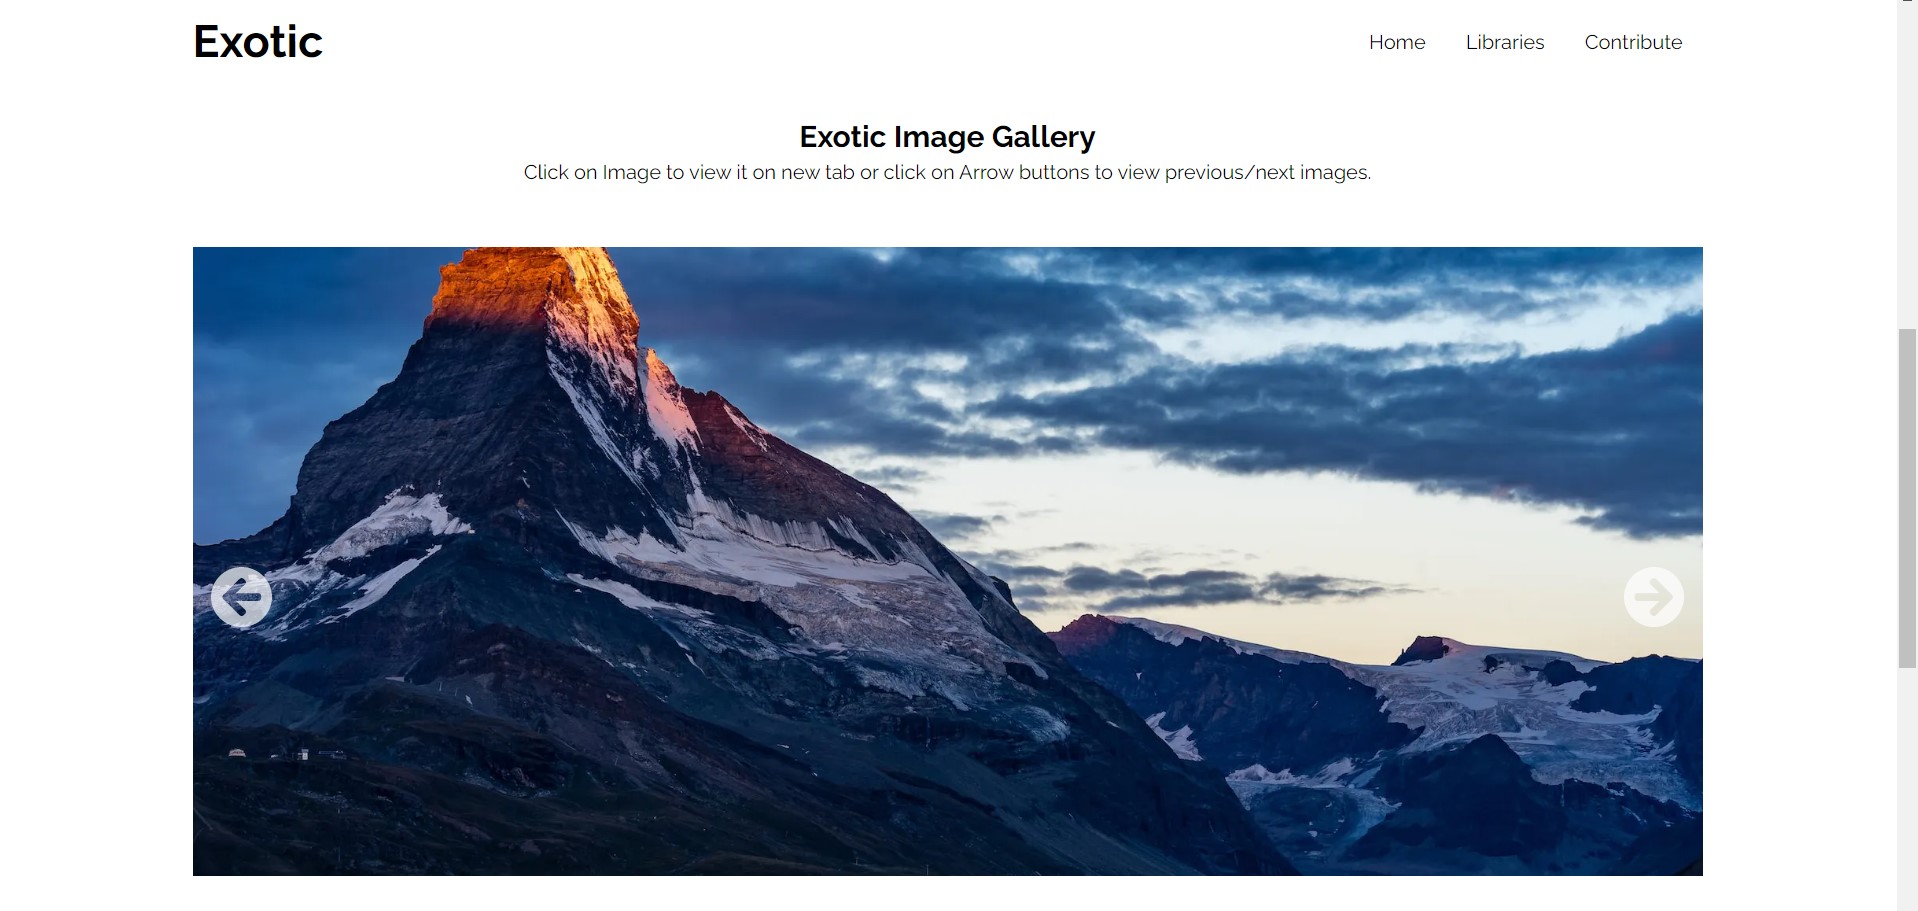 Exotic
Home Libraries Contribute
Exotic Image Gallery
Click on Image to view it on new tab or click on Arrow buttons to view previous/next images.